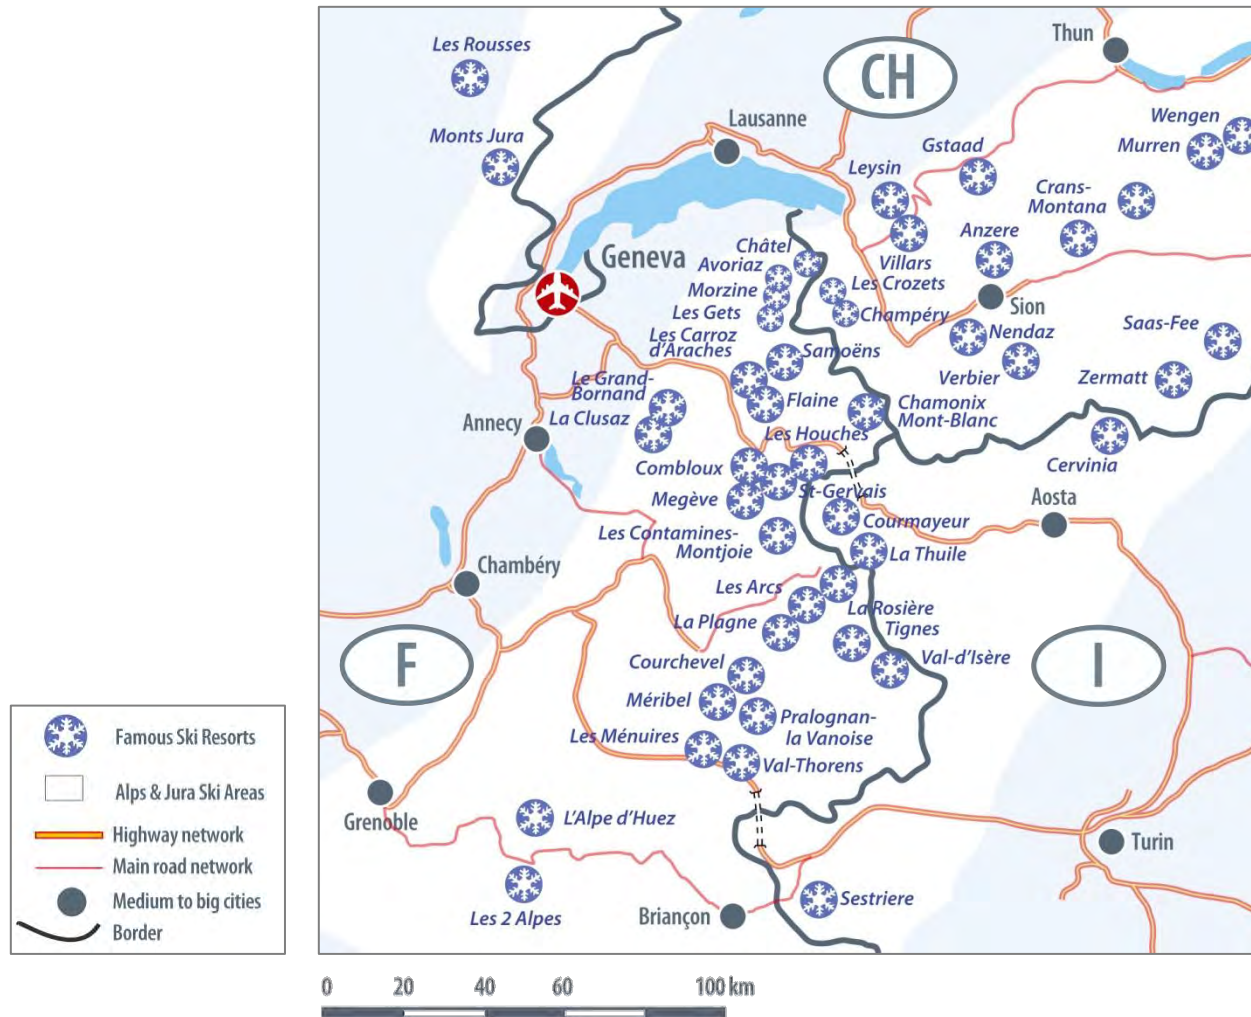 Les Rousses
Monts Jura
CH
Thun
Lausanne
Wengen
Murren
Gstaad
Leysin
Crans-
Montana
Anzere
Villars
Geneva
Châtel
Avoriaz
Morzine
Les Gets
Les Crozets
Champéry
Sion
Les Carroz
d'Araches
Samoëns
Nendaz
Verbier
Saas-Fee
Zermatt
Le Grand-
Bornand
La Clusaz
Flaine
Chamonix
Mont-Blanc
Annecy
Les Houches
Cervinia
Combloux
Megève
St-Gervais
Aosta
Courmayeur
Les Contamines-
Montjoie
La Thuile
Chambéry
Les Arcs
La Plagne
La Rosière
Tignes
F
I
Courchevel
Val-d'Isère
Méribel
Pralognan-
la Vanoise
Les Ménuires
Val-Thorens
Grenoble
L'Alpe d'Huez
Turin
Les 2 Alpes
Briançon
Sestriere
Famous Ski Resorts
Alps & Jura Ski Areas
Highway network
Main road network
Medium to big cities
Border
0 20 40 60 100 km